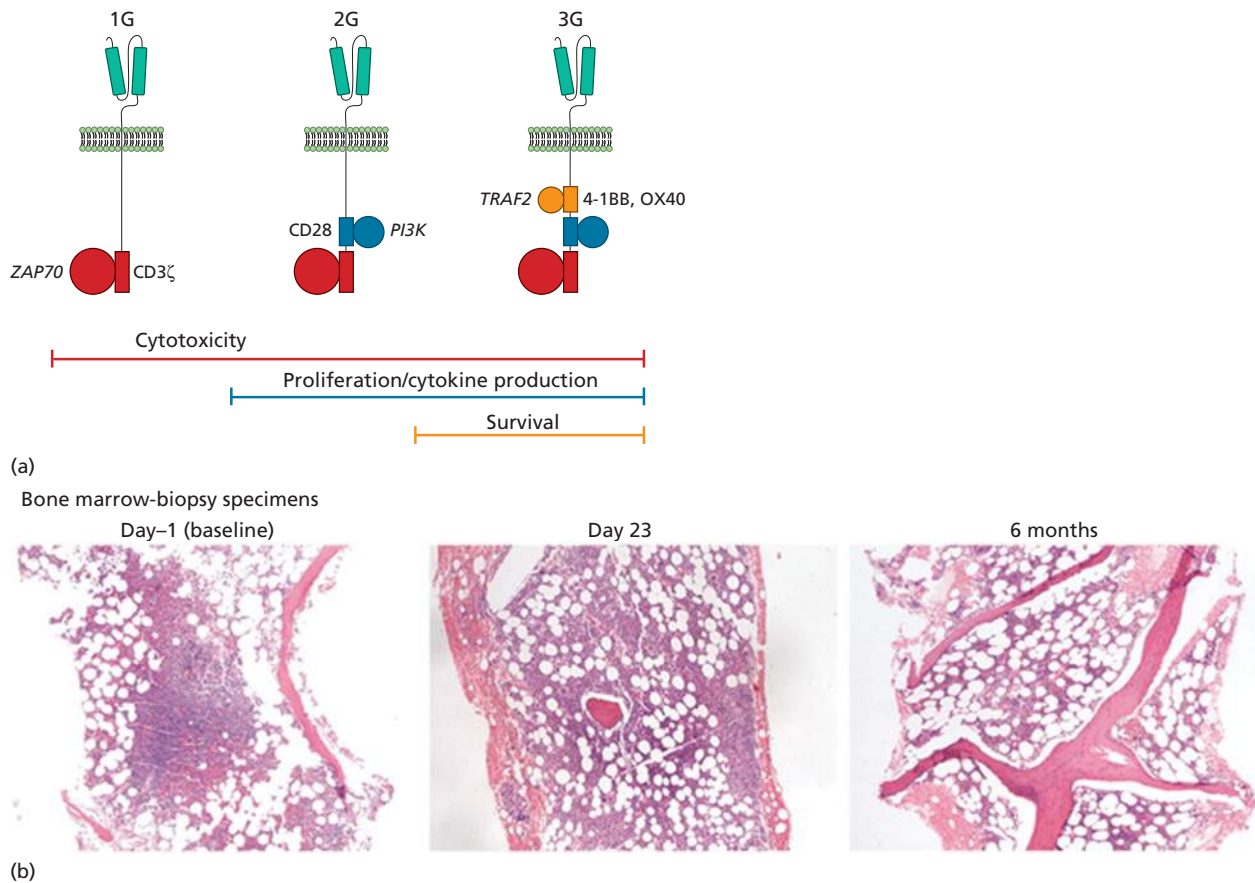 1G 2G 3G
TRAF2 4-1BB, OX40
CD28 PI3K
ZAP70 CD3ζ
Cytotoxicity
Proliferation/cytokine production
Survival
(a)
Bone marrow-biopsy specimens
Day–1 (baseline) Day 23 6 months
(b)